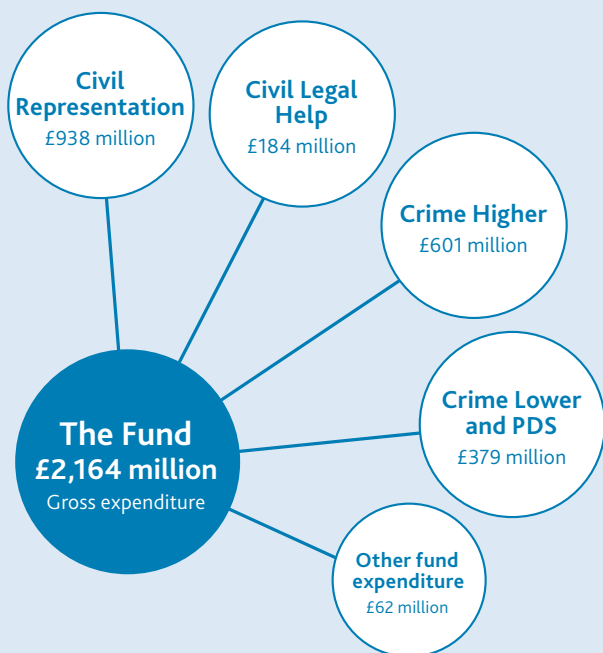 Civil
Representation
£938 million
Civil Legal
Help
£184 million
Crime Higher
£601 million
Crime Lower
and PDS
£379 million
The Fund
£2,164 million
Gross expenditure
Other fund
expenditure
£62 million